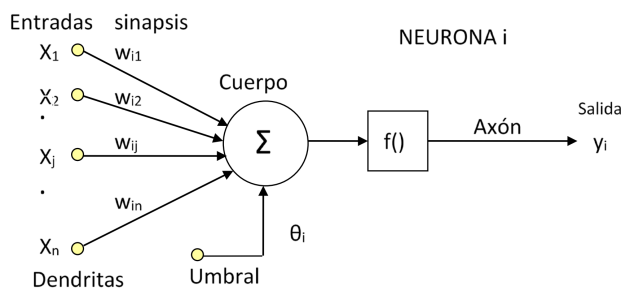 Entradas sinapsis
X1 wi1
NEURONA i
X2 wi2
Cuerpo
.
Xj wij
Σ
f()
Axón
Salida
yi
.
win
Xn
θi
Dendritas
Umbral